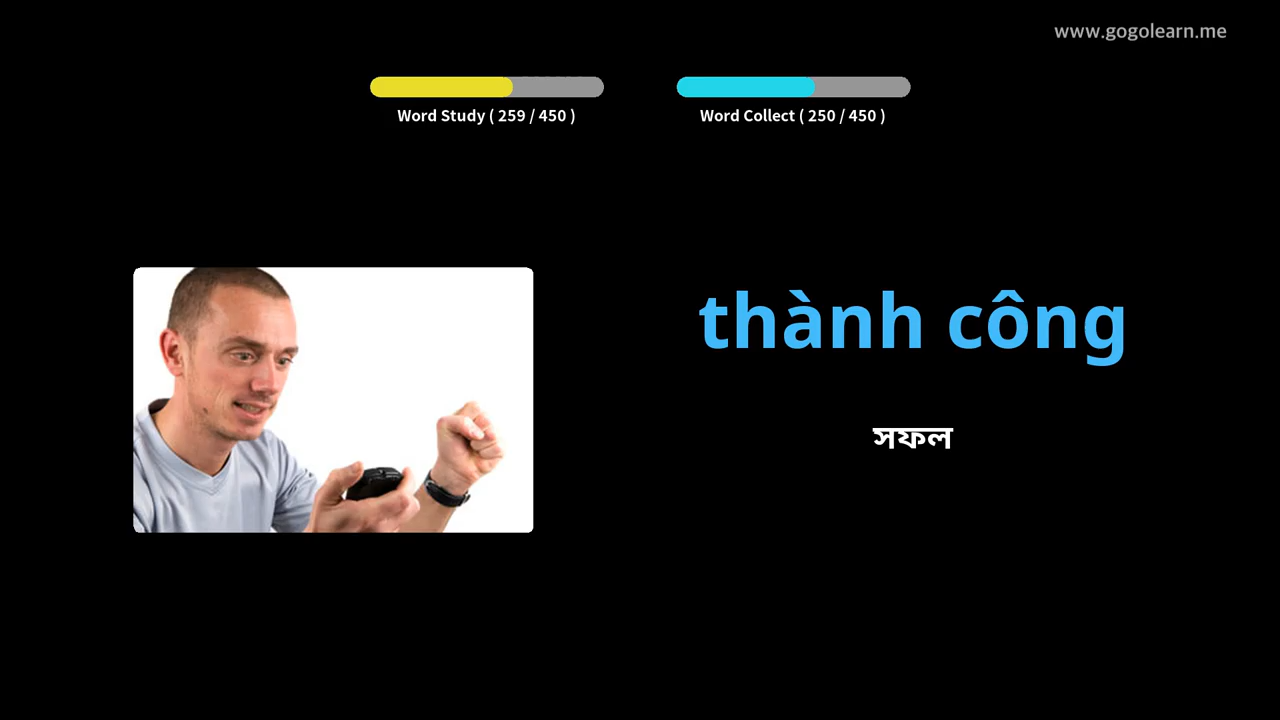 www.gogolearn.me
Word Study ( 259 / 450 )
Word Collect ( 250 / 450 )
thành công
সফল